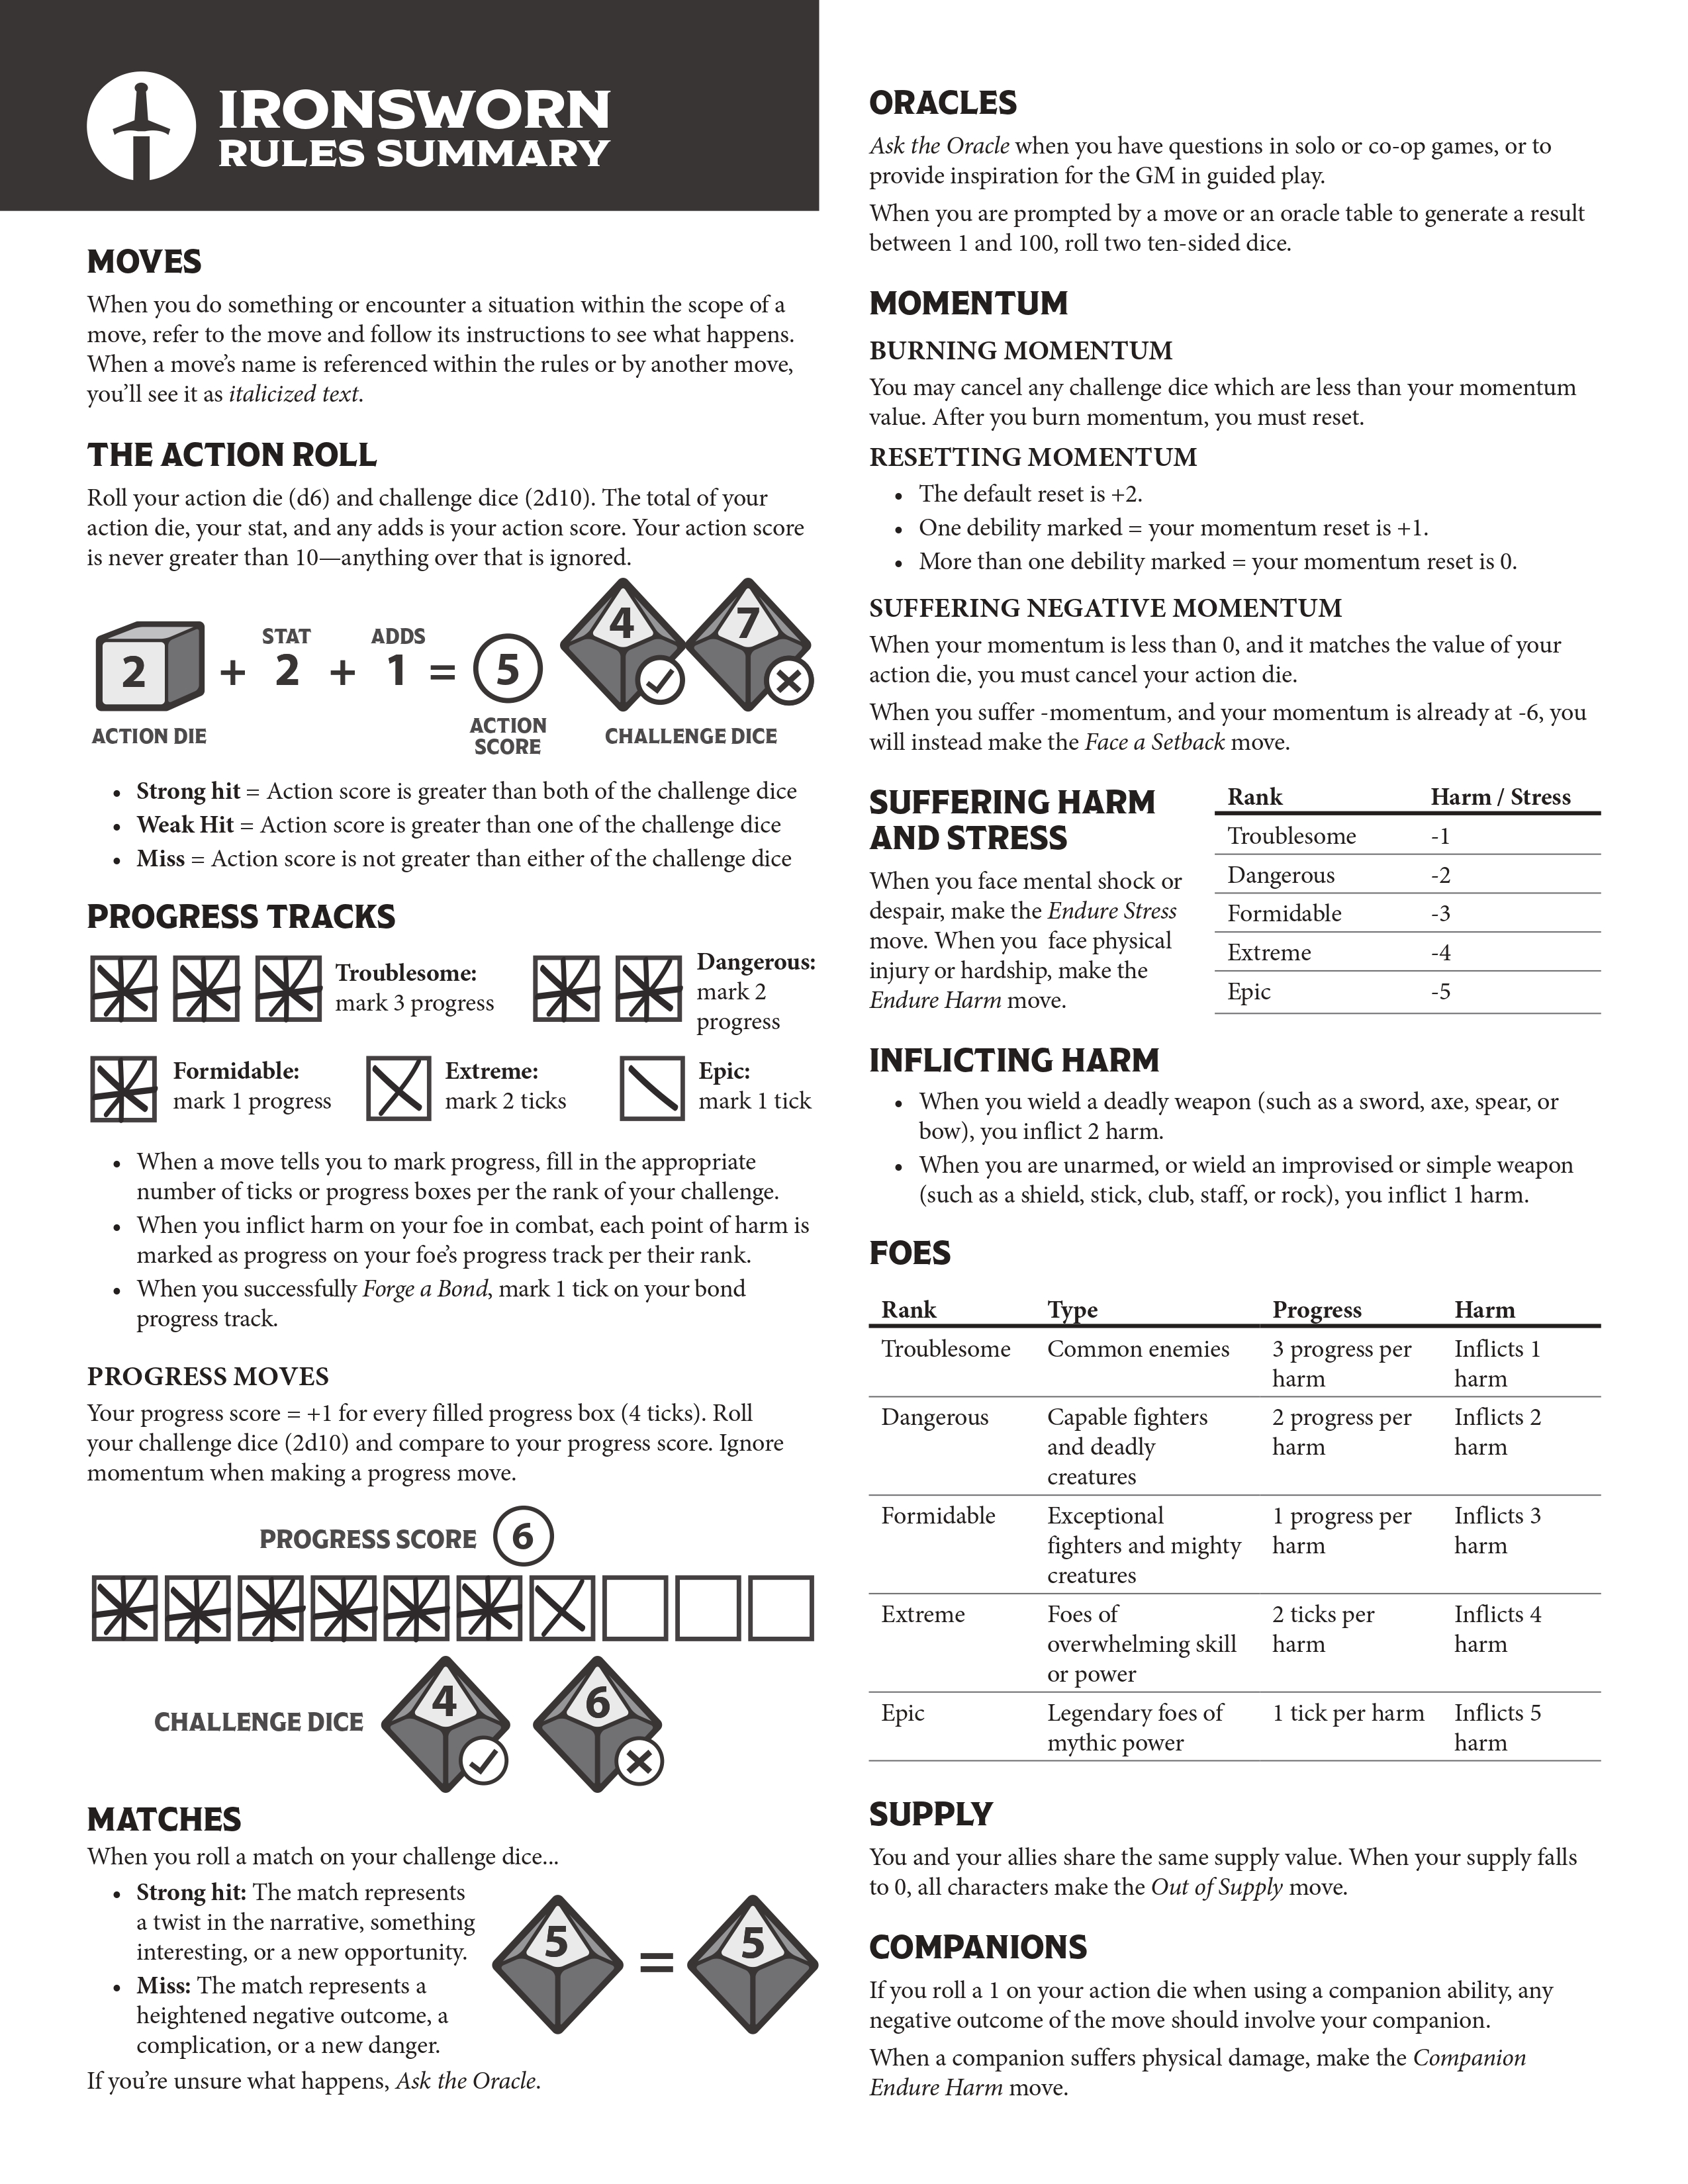 IRONSWORN
RULES SUMMARY
MOVES
When you do something or encounter a situation within the scope of a
move, refer to the move and follow its instructions to see what happens.
When a move’s name is referenced within the rules or by another move,
you’ll see it as italicized text.
THE ACTION ROLL
Roll your action die (d6) and challenge dice (2d10). The total of your
action die, your stat, and any adds is your action score. Your action score
is never greater than 10—anything over that is ignored.
STAT ADDS
2 + 2 + 1 = 5 4 7
ACTION DIE
ACTION
SCORE
CHALLENGE DICE
• Strong hit = Action score is greater than both of the challenge dice
• Weak Hit = Action score is greater than one of the challenge dice
• Miss = Action score is not greater than either of the challenge dice
PROGRESS TRACKS
Troublesome:
mark 3 progress
Dangerous:
mark 2
progress
Formidable:
mark 1 progress
Extreme:
mark 2 ticks
Epic:
mark 1 tick
• When a move tells you to mark progress, fill in the appropriate
number of ticks or progress boxes per the rank of your challenge.
• When you inflict harm on your foe in combat, each point of harm is
marked as progress on your foe’s progress track per their rank.
• When you successfully Forge a Bond, mark 1 tick on your bond
progress track.
PROGRESS MOVES
Your progress score = +1 for every filled progress box (4 ticks). Roll
your challenge dice (2d10) and compare to your progress score. Ignore
momentum when making a progress move.
PROGRESS SCORE 6
CHALLENGE DICE 4 6
MATCHES
When you roll a match on your challenge dice...
• Strong hit: The match represents
a twist in the narrative, something
interesting, or a new opportunity.
• Miss: The match represents a
heightened negative outcome, a
complication, or a new danger.
5 = 5
If you’re unsure what happens, Ask the Oracle.
ORACLES
Ask the Oracle when you have questions in solo or co-op games, or to
provide inspiration for the GM in guided play.
When you are prompted by a move or an oracle table to generate a result
between 1 and 100, roll two ten-sided dice.
MOMENTUM
BURNING MOMENTUM
You may cancel any challenge dice which are less than your momentum
value. After you burn momentum, you must reset.
RESETTING MOMENTUM
• The default reset is +2.
• One debility marked = your momentum reset is +1.
• More than one debility marked = your momentum reset is 0.
SUFFERING NEGATIVE MOMENTUM
When your momentum is less than 0, and it matches the value of your
action die, you must cancel your action die.
When you suffer -momentum, and your momentum is already at -6, you
will instead make the Face a Setback move.
SUFFERING HARM
AND STRESS
When you face mental shock or
despair, make the Endure Stress
move. When you face physical
injury or hardship, make the
Endure Harm move.
Rank Harm / Stress
Troublesome -1
Dangerous -2
Formidable -3
Extreme -4
Epic -5
INFLICTING HARM
• When you wield a deadly weapon (such as a sword, axe, spear, or
bow), you inflict 2 harm.
• When you are unarmed, or wield an improvised or simple weapon
(such as a shield, stick, club, staff, or rock), you inflict 1 harm.
FOES
Rank Type Progress Harm
Troublesome Common enemies 3 progress per Inflicts 1
harm harm
Dangerous Capable fighters 2 progress per Inflicts 2
and deadly harm harm
creatures
Formidable Exceptional 1 progress per Inflicts 3
fighters and mighty harm harm
creatures
Extreme Foes of 2 ticks per Inflicts 4
overwhelming skill harm harm
or power
Epic Legendary foes of 1 tick per harm Inflicts 5
mythic power harm
SUPPLY
You and your allies share the same supply value. When your supply falls
to 0, all characters make the Out of Supply move.
COMPANIONS
If you roll a 1 on your action die when using a companion ability, any
negative outcome of the move should involve your companion.
When a companion suffers physical damage, make the Companion
Endure Harm move.